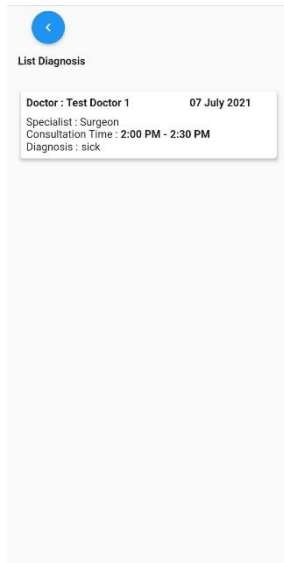 List Diagnosis
Doctor : Test Doctor 1 07 July 2021
Specialist : Surgeon
Consultation Time : 2:00 PM - 2:30 PM
Diagnosis : sick